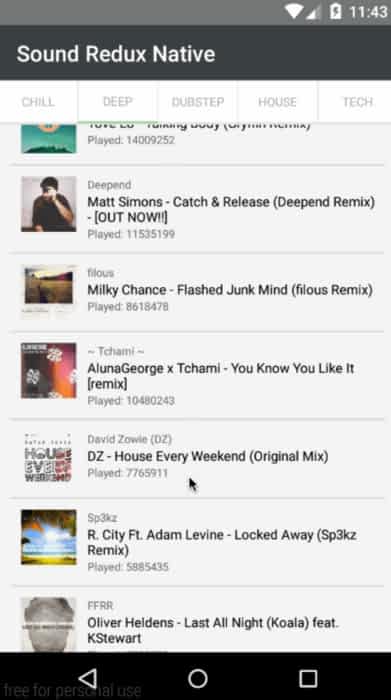 11:43
Sound Redux Native
CHILL
DEEP
DUBSTEP
HOUSE
TECH
Tove Lo - Talking Body (Gryffin Remix)
Played: 14009252
Deepend
Matt Simons - Catch & Release (Deepend Remix)
- [OUT NOW!!]
Played: 11535199
filous
Milky Chance - Flashed Junk Mind (filous Remix)
Played: 8618478
~ Tchami ~
AlunaGeorge x Tchami - You Know You Like It
[remix]
Played: 10480243
David Zowie (DZ)
DZ - House Every Weekend (Original Mix)
Played: 7765911
HOUSE
EVERY
WEEKEND
Sp3kz
R. City Ft. Adam Levine - Locked Away (Sp3kz
Remix)
Played: 5885435
FFRR
Oliver Heldens - Last All Night (Koala) feat.
KStewart
free for personal use